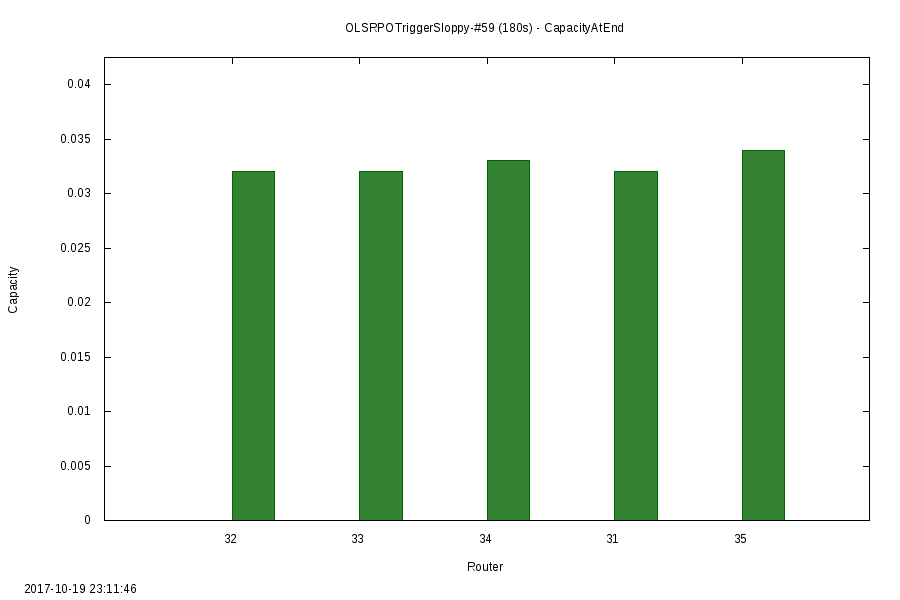 OLSRPOTriggerSloppy-#59 (180s) - CapacityAtEnd
0.04
0.035
0.03
0.025
0.02
0.015
0.01
0.005
0
Capacity
32 33 34 31 35
Router
2017-10-19 23:11:46